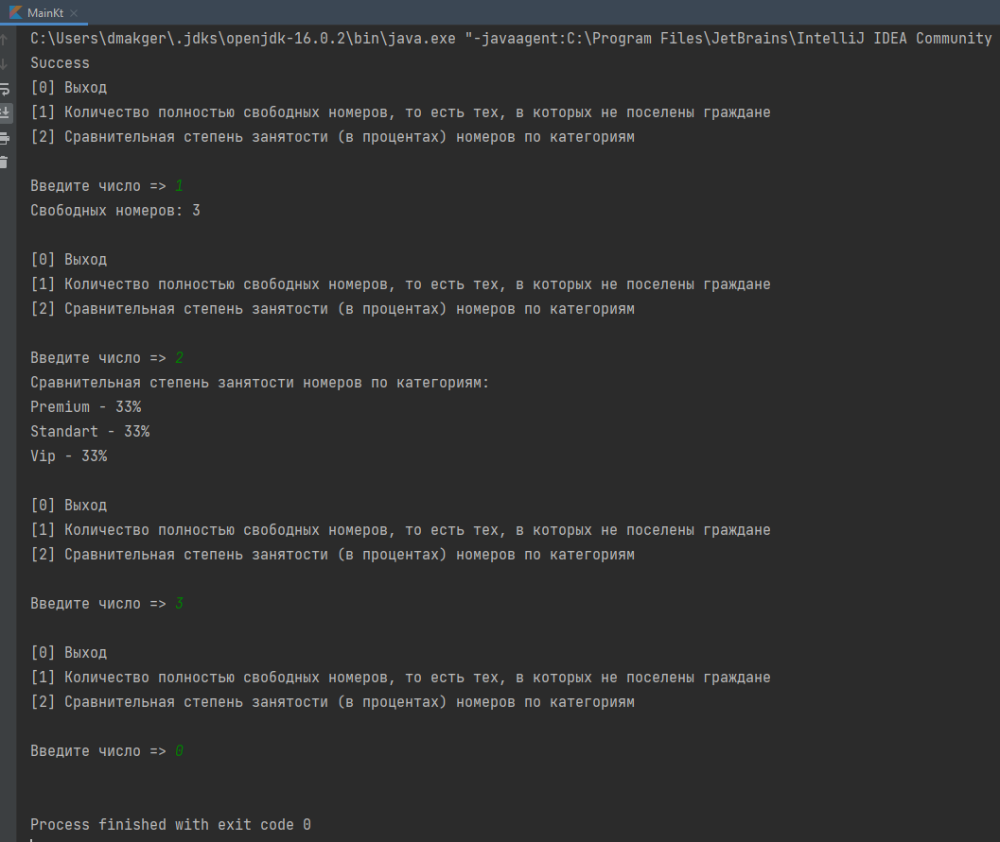 MainKt
C:\Users\dmakger\.jdks\openjdk-16.0.2\bin\java.exe "-javaagent:C:\Program Files\JetBrains\IntelliJ IDEA Community
Success
[0] Выход
[1] Количество полностью свободных номеров, то есть тех, в которых не поселены граждане
[2] Сравнительная степень занятости (в процентах) номеров по категориям
Введите число => 1
Свободных номеров: 3
[0] Выход
[1] Количество полностью свободных номеров, то есть тех, в которых не поселены граждане
[2] Сравнительная степень занятости (в процентах) номеров по категориям
Введите число => 2
Сравнительная степень занятости номеров по категориям:
Premium - 33%
Standart - 33%
Vip - 33%
[0] Выход
[1] Количество полностью свободных номеров, то есть тех, в которых не поселены граждане
[2] Сравнительная степень занятости (в процентах) номеров по категориям
Введите число => 3
[0] Выход
[1] Количество полностью свободных номеров, то есть тех, в которых не поселены граждане
[2] Сравнительная степень занятости (в процентах) номеров по категориям
Введите число => 0
Process finished with exit code 0